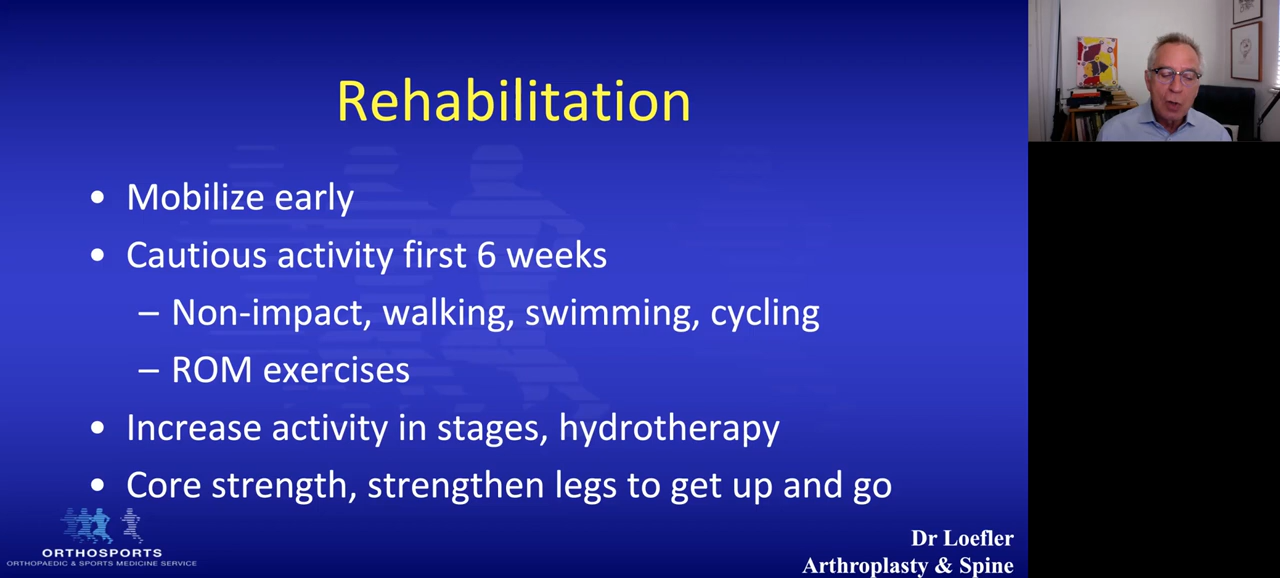 Rehabilitation
• Mobilize early
• Cautious activity first 6 weeks
– Non-impact, walking, swimming, cycling
– ROM exercises
• Increase activity in stages, hydrotherapy
• Core strength, strengthen legs to get up and go
ORTHOSPORTS
ORTHOPAEDIC & SPORTS MEDICINE SERVICE
Dr Loefler
Arthroplasty & Spine